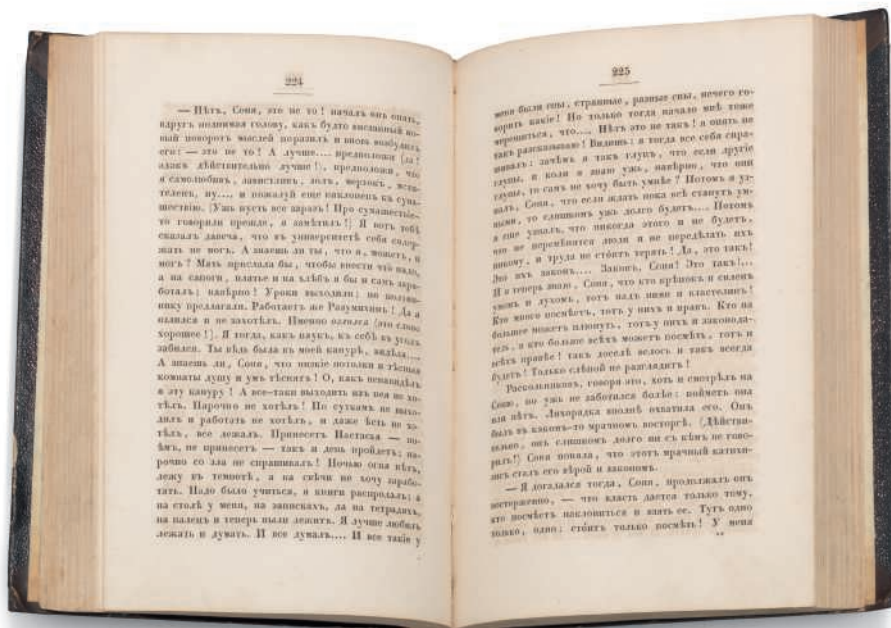 224
— Нѣтъ, Соня, это не то! началъ онъ опять,
вдругъ поднимая голову, какъ будто внезапный но-
вый поворотъ мыслей поразилъ и вновь возбудилъ
его: — это не то! А лучше.... предположи (да!
эдакъ дѣйствительно лучше!), предположи, что
я самолюбивъ, завистливъ, золъ, мерзокъ, мсти-
теленъ, ну.... и пожалуй еще наклоненъ къ сума-
шествію. (Ужь пусть все заразъ! Про сумашествіе-
то говорили прежде, я замѣтилъ!) Я вотъ тебѣ
сказалъ давеча, что въ университетѣ себя содер-
жать не могъ. А знаешь ли ты, что я, можетъ, и
могъ? Мать прислала бы, чтобы внести что надо,
а на сапоги, платье и на хлѣбъ я бы и самъ зара-
боталъ; навѣрно! Уроки выходили; по полтин-
нику предлагали. Работаетъ же Разумихинъ! Да я
озлился и не захотѣлъ. Именно озлился (это слово
хорошее!). Я тогда, какъ паукъ, къ себѣ въ уголъ
забился. Ты вѣдь была въ моей канурѣ, видѣла....
А знаешь ли, Соня, что низкіе потолки и тѣсныя
комнаты душу и умъ тѣснятъ! О, какъ ненавидѣлъ
я эту кануру! А все-таки выходить изъ нея не хо-
тѣлъ. Нарочно не хотѣлъ! По суткамъ не выхо-
дилъ и работать не хотѣлъ, и даже ѣсть не хо-
тѣлъ, все лежалъ. Принесетъ Настасья — по-
ѣмъ, не принесетъ — такъ и день пройдетъ; на-
рочно со зла не спрашивалъ! Ночью огня нѣтъ,
лежу въ темнотѣ, а на свѣчи не хочу зарабо-
тать. Надо было учиться, я книги распродалъ; а
на столѣ у меня, на запискахъ, да на тетрадяхъ,
на палецъ и теперь пыли лежитъ. Я лучше любилъ
лежать и думать. И все думалъ.... И все такіе у
225
меня были сны, странные, разные сны, нечего го-
ворить какіе! Но только тогда начало мнѣ тоже
мерещиться, что.... Нѣтъ это не такъ! я опять не
такъ разсказываю! Видишь: я тогда все себя спра-
шивалъ: зачѣмъ я такъ глупъ, что если другіе
глупы, и коли я знаю ужь, навѣрно, что они
глупы, то самъ не хочу быть умнѣе? Потомъ я уз-
налъ, Соня, что если ждать пока всѣ станутъ ум-
ными, то слишкомъ ужь долго будетъ.... Потомъ
я еще узналъ, что никогда этого и не будетъ,
что не перемѣнятся люди и не передѣлать ихъ
никому, и труда не стоитъ терять! Да, это такъ!
Это ихъ законъ.... Законъ, Соня! Это такъ!...
И я теперь знаю, Соня, что кто крѣпокъ и силенъ
умомъ и духомъ, тотъ надъ ними и властелинъ!
Кто много посмѣетъ, тотъ у нихъ и правъ. Кто на
большее можетъ плюнуть, тотъ у нихъ и законода-
тель, а кто больше всѣхъ можетъ посмѣть, тотъ и
всѣхъ правѣе! такъ доселѣ велось и такъ всегда
будетъ! Только слѣпой не разглядитъ!
Раскольниковъ, говоря это, хоть и смотрѣлъ на
Соню, но ужь не заботился болѣе: пойметъ она
или нѣтъ. Лихорадка вполнѣ охватила его. Онъ
былъ въ какомъ-то мрачномъ восторгѣ. (Дѣйстви-
тельно, онъ слишкомъ долго ни съ кѣмъ не гово-
рилъ!) Соня поняла, что этотъ мрачный катихи-
зисъ сталъ его вѣрой и закономъ.
— Я догадался тогда, Соня, продолжалъ онъ
восторженно, — что власть дается только тому,
кто посмѣетъ наклониться и взять ее. Тутъ одно
только, одно: стоитъ только посмѣть! У меня